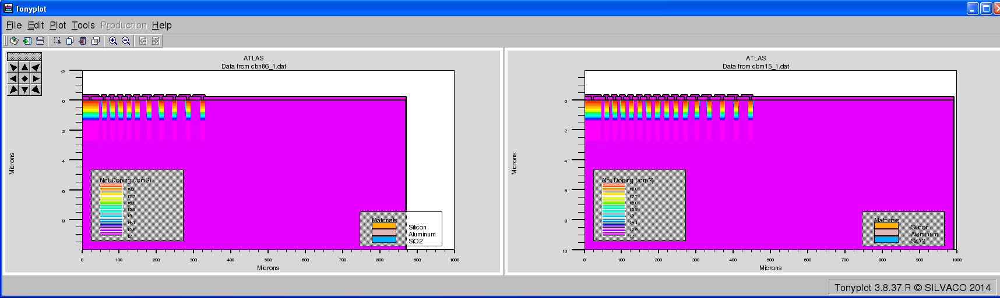 Tonyplot
File Edit Plot Tools Production Help
ATLAS
Data from cbn86_1.dat
-2
0
2
4
6
8
Microns
Net Doping (/cm3)
18.6
17.7
16.8
15.9
15
14.1
12.9
12
Materials
Silicon
Aluminum
SiO2
0 100 200 300 400 500 600 700 800 900 1000
Microns
ATLAS
Data from cbm15_1.dat
0
2
4
6
8
10
Microns
Net Doping (/cm3)
18.6
17.7
16.8
15.9
15
14.1
12.9
12
Materials
Silicon
Aluminum
SiO2
0 100 200 300 400 500 600 700 800 900 1000
Microns
Tonyplot 3.8.37.R © SILVACO 2014